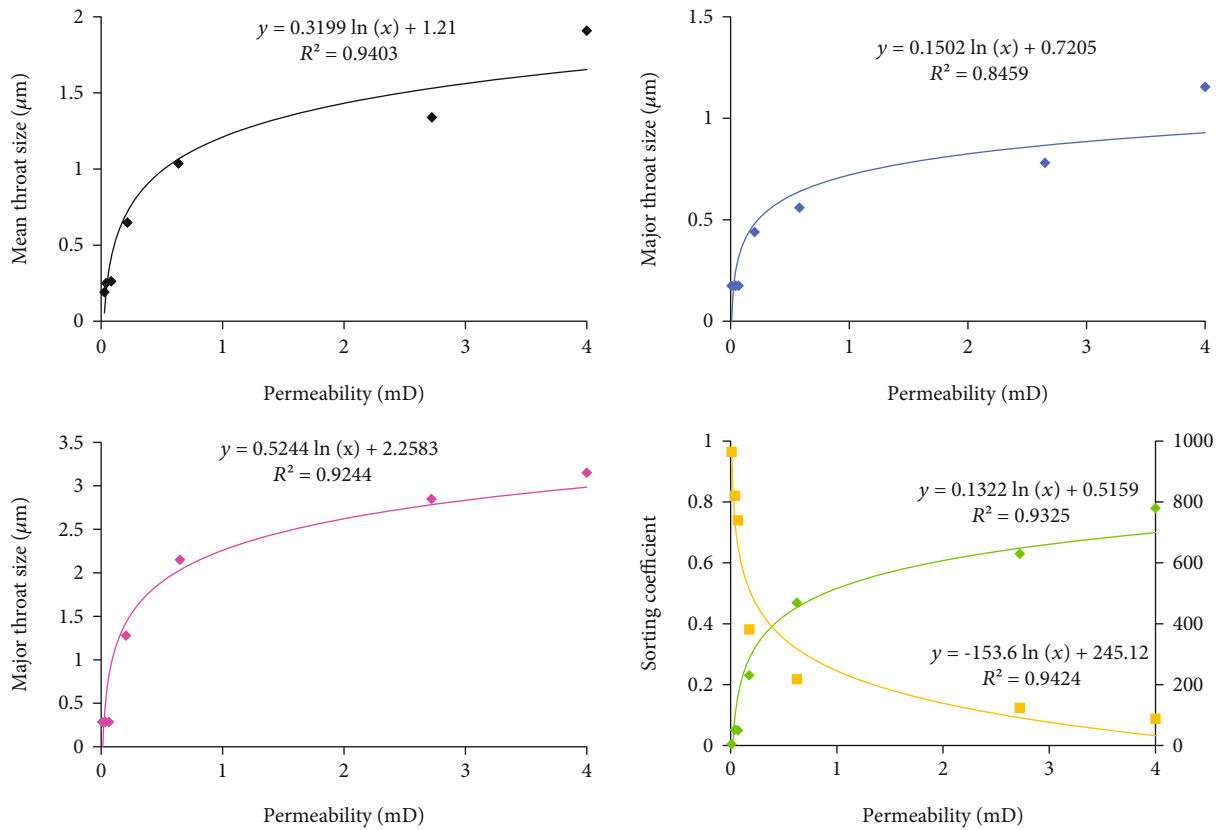 y = 0.3199 ln (x) + 1.21
R² = 0.9403
Mean throat size (μm)
2
1.5
1
0.5
0
0 1 2 3 4
Permeability (mD)
y = 0.1502 ln (x) + 0.7205
R² = 0.8459
Major throat size (μm)
1.5
1
0.5
0
0 1 2 3 4
Permeability (mD)
y = 0.5244 ln (x) + 2.2583
R² = 0.9244
Major throat size (μm)
3.5
3
2.5
2
1.5
1
0.5
0
0 1 2 3 4
Permeability (mD)
y = 0.1322 ln (x) + 0.5159
R² = 0.9325
y = -153.6 ln (x) + 245.12
R² = 0.9424
Sorting coefficient
1
0.8
0.6
0.4
0.2
0
1000
800
600
400
200
0
0 1 2 3 4
Permeability (mD)